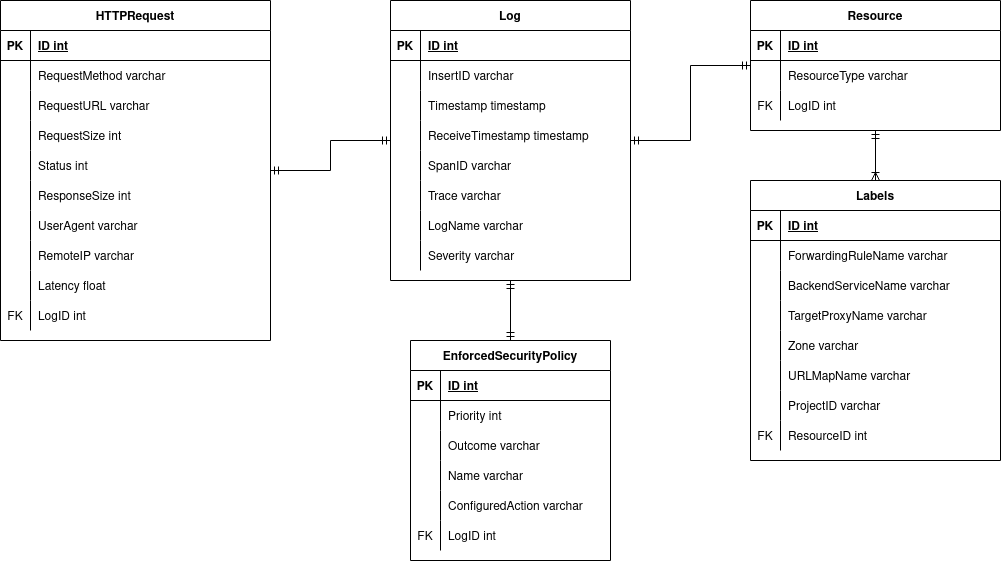 HTTPRequest
PK ID int
RequestMethod varchar
RequestURL varchar
RequestSize int
Status int
ResponseSize int
UserAgent varchar
RemoteIP varchar
Latency float
FK LogID int
Log
PK ID int
InsertID varchar
Timestamp timestamp
ReceiveTimestamp timestamp
SpanID varchar
Trace varchar
LogName varchar
Severity varchar
EnforcedSecurityPolicy
PK ID int
Priority int
Outcome varchar
Name varchar
ConfiguredAction varchar
FK LogID int
Resource
PK ID int
ResourceType varchar
FK LogID int
Labels
PK ID int
ForwardingRuleName varchar
BackendServiceName varchar
TargetProxyName varchar
Zone varchar
URLMapName varchar
ProjectID varchar
FK ResourceID int